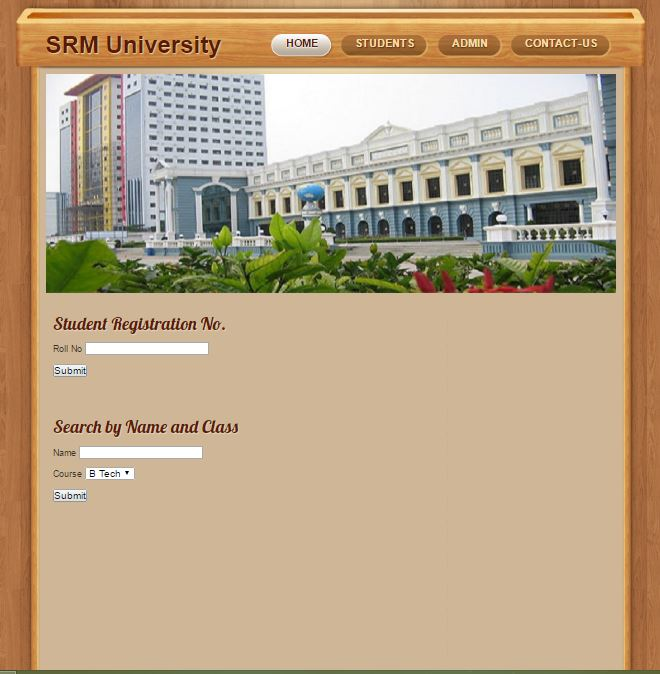 SRM University
HOME STUDENTS ADMIN CONTACT-US
Student Registration No.
Roll No
Submit
Search by Name and Class
Name
Course B Tech
Submit